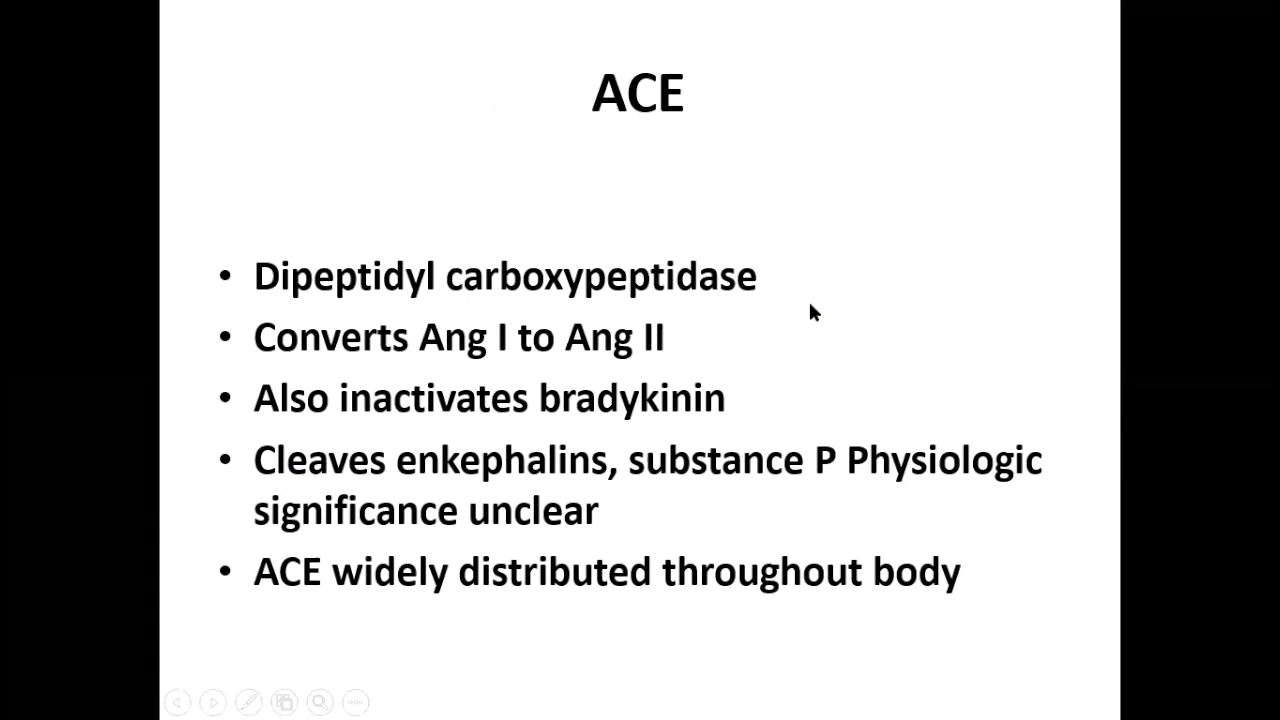 ACE
• Dipeptidyl carboxypeptidase
• Converts Ang I to Ang II
• Also inactivates bradykinin
• Cleaves enkephalins, substance P Physiologic
significance unclear
• ACE widely distributed throughout body